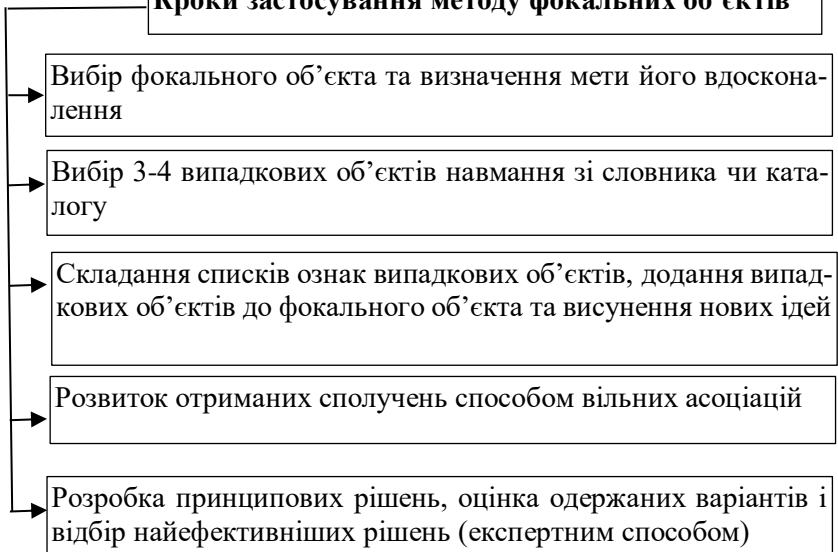 Кроки застосування методу фокальних об’єктів
Вибір фокального об’єкта та визначення мети його вдоскона-
лення
Вибір 3-4 випадкових об’єктів навмання зі словника чи ката-
логу
Складання списків ознак випадкових об’єктів, додання випад-
кових об’єктів до фокального об’єкта та висунення нових ідей
Розвиток отриманих сполучень способом вільних асоціацій
Розробка принципових рішень, оцінка одержаних варіантів і
відбір найефективніших рішень (експертним способом)